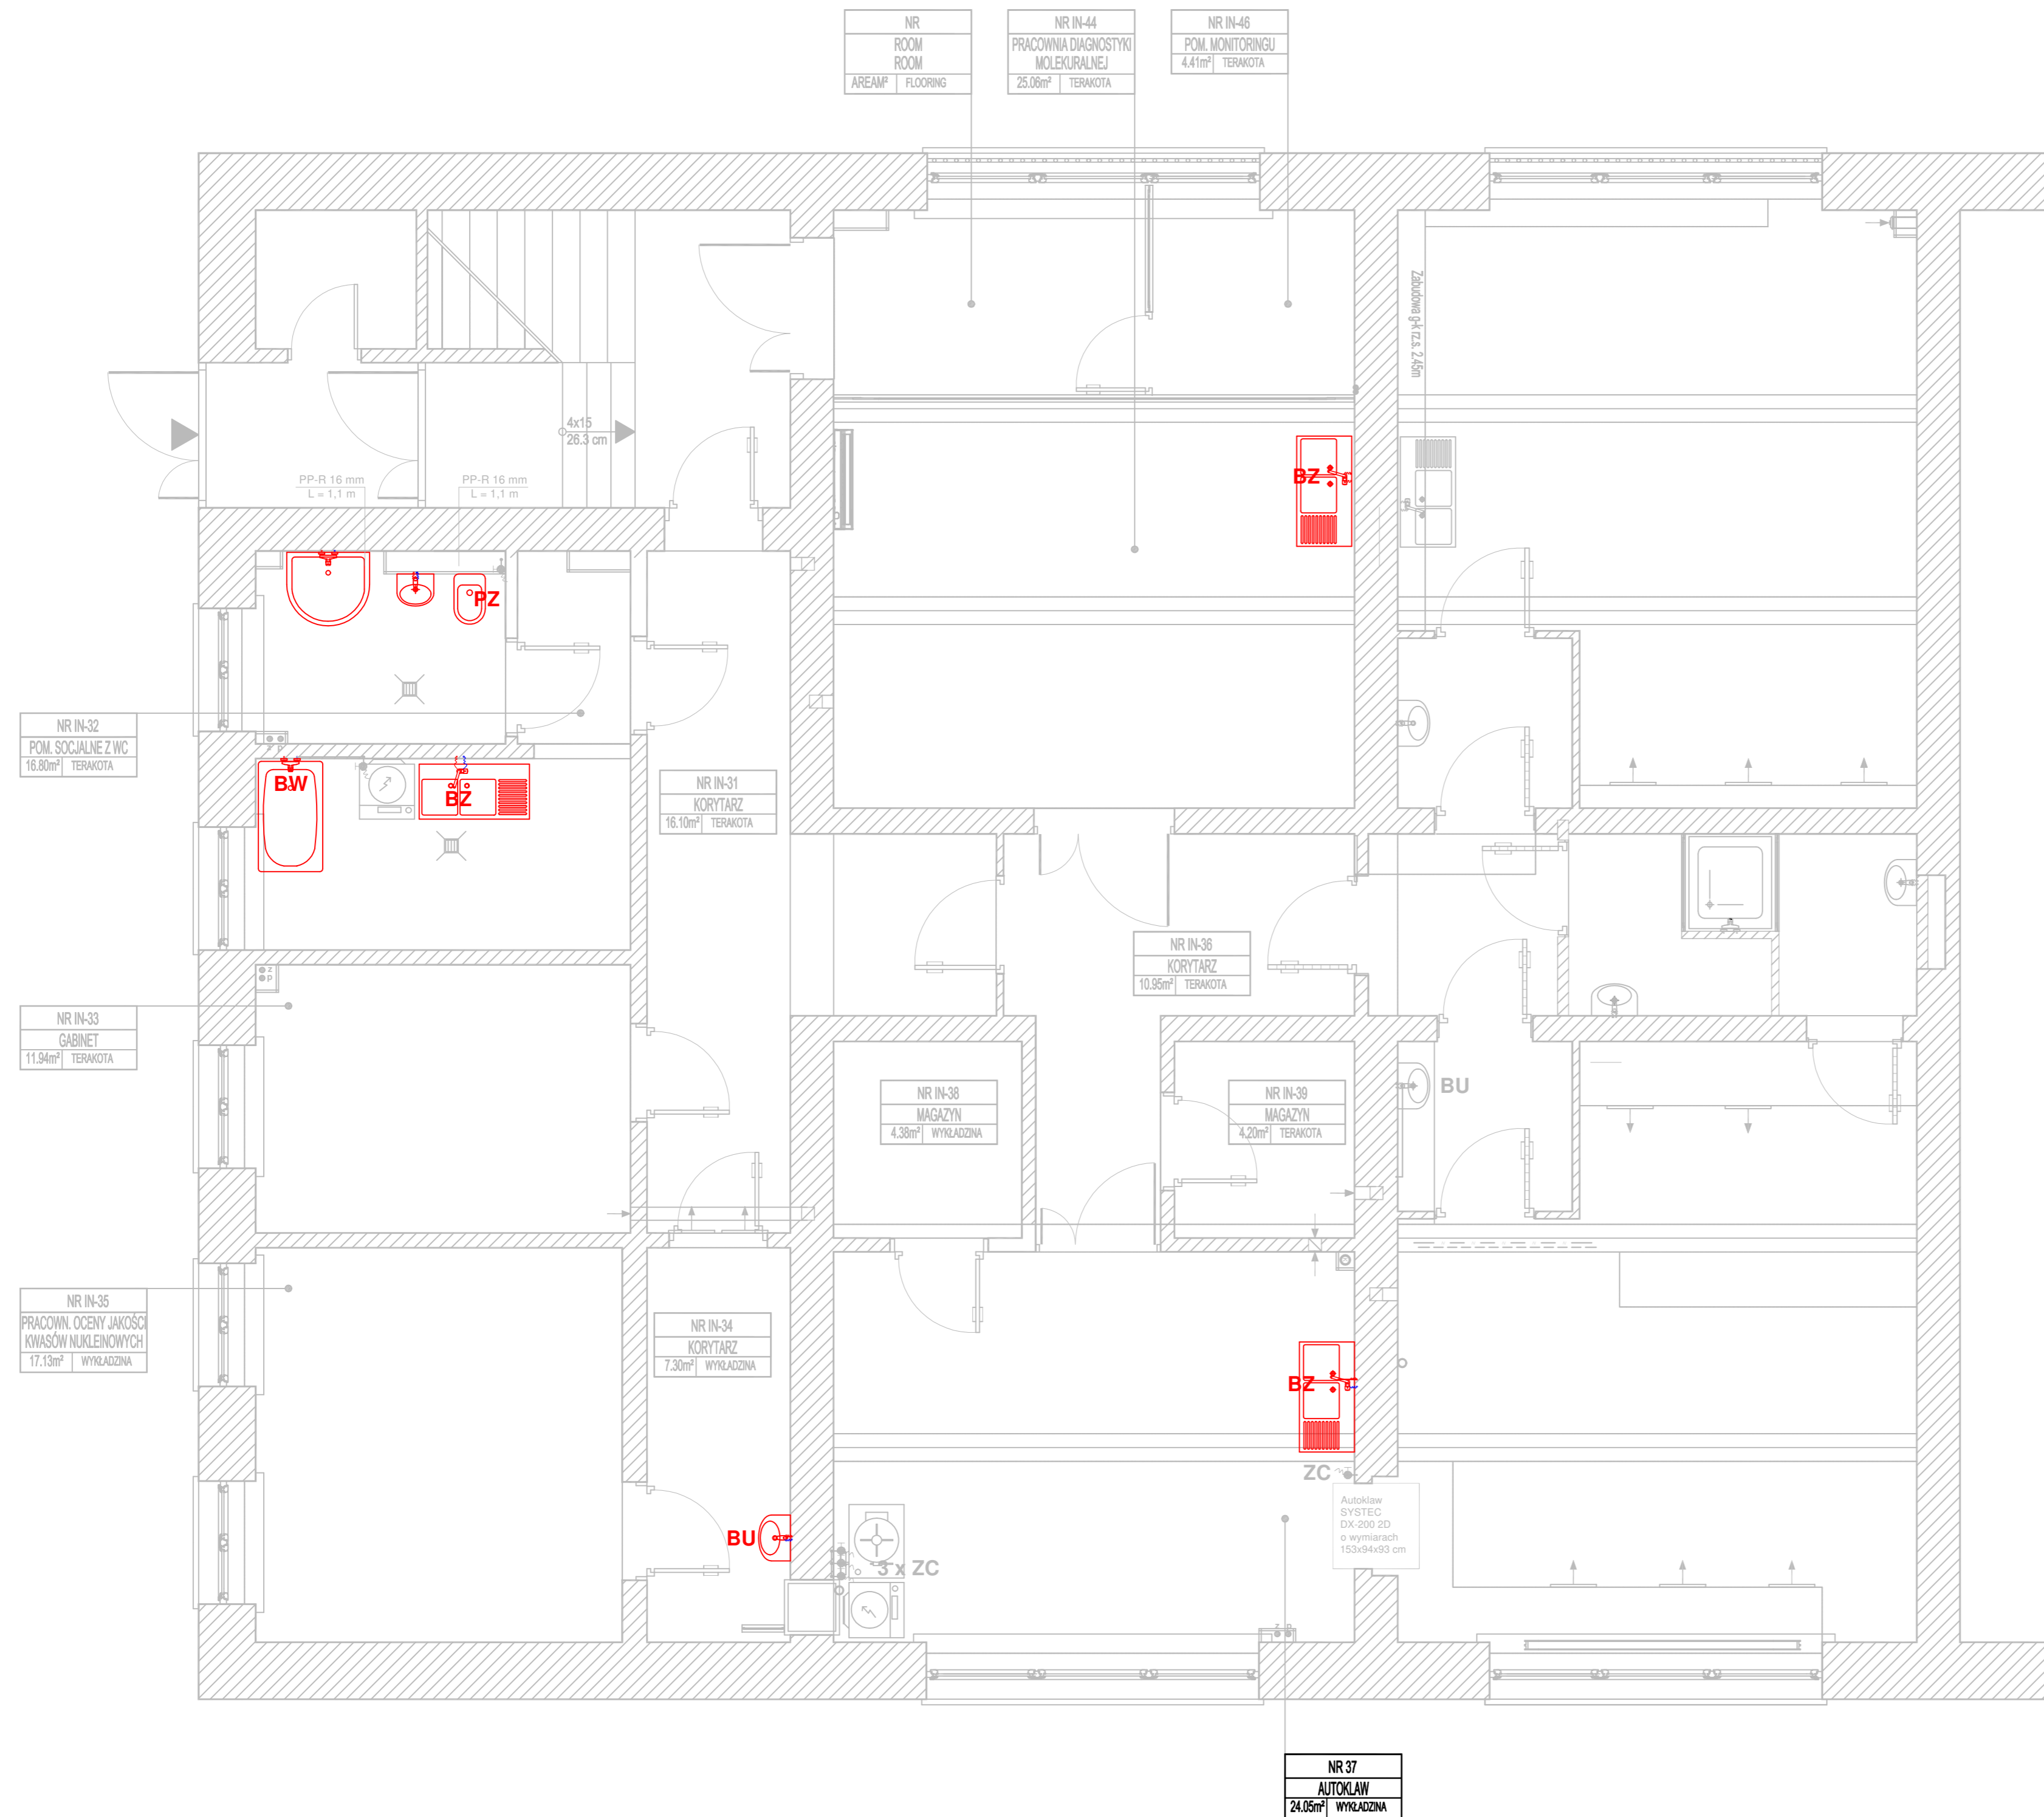 NR
ROOM
ROOM
AREAM² FLOORING
NR IN-44
PRACOWNIA DIAGNOSTYKI
MOLEKURALNEJ
25.06m² TERAKOTA
NR IN-46
POM. MONITORINGU
4.41m² TERAKOTA
Zabudowa g-k rz.s. 2.45m
4x15
26.3 cm
PP-R 16 mm
L = 1,1 m
PP-R 16 mm
L = 1,1 m
BZ
PZ
NR IN-32
POM. SOCJALNE Z WC
16.80m² TERAKOTA
z p
BW
BZ
NR IN-31
KORYTARZ
16.10m² TERAKOTA
NR IN-36
KORYTARZ
10.95m² TERAKOTA
z
p
NR IN-33
GABINET
11.94m² TERAKOTA
NR IN-38
MAGAZYN
4.38m² WYKŁADZINA
NR IN-39
MAGAZYN
4.20m² TERAKOTA
BU
NR IN-35
PRACOWN. OCENY JAKOŚCI
KWASÓW NUKLEINOWYCH
17.13m² WYKŁADZINA
NR IN-34
KORYTARZ
7.30m² WYKŁADZINA
BZ
ZC
Autoklaw
SYSTEC
DX-200 2D
o wymiarach
153x94x93 cm
BU
3 x ZC
z p
NR 37
AUTOKLAW
24.05m² WYKŁADZINA